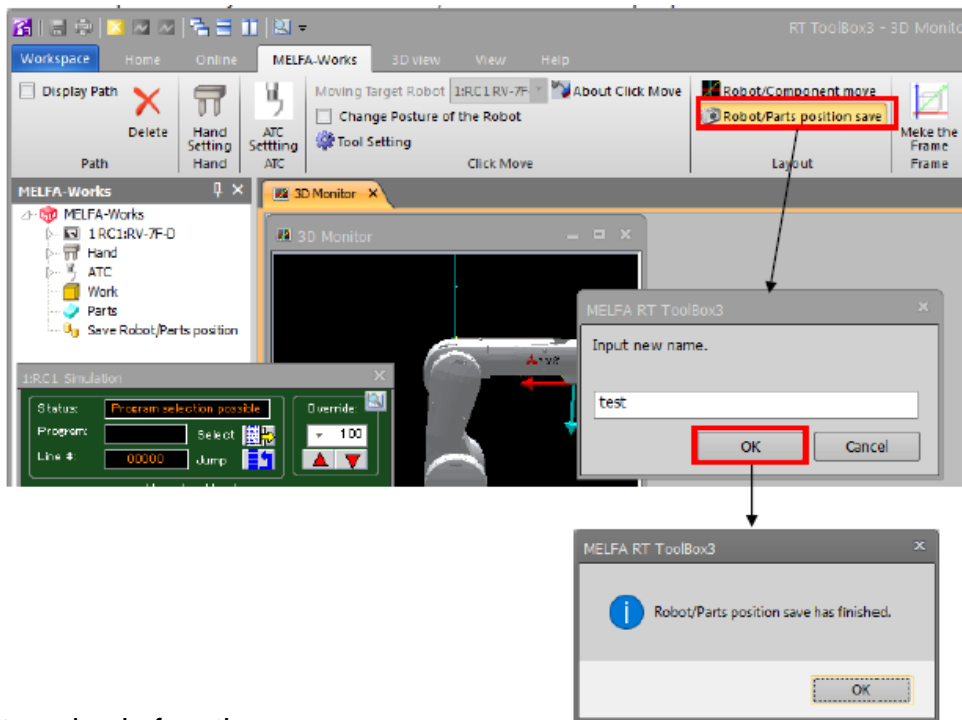 RT ToolBox3 - 3D Monito
Workspace Home Online MELFA-Works 3D view View Help
Display Path
Delete
Path
Hand Setting
Hand
ATC Settting
ATC
Moving Target Robot 1:RC1 RV-7F- About Click Move
Change Posture of the Robot
Tool Setting
Click Move
Robot/Component move
Robot/Parts position save
Layout
Meke the Frame
Frame
MELFA-Works
3D Monitor
MELFA-Works
1 RC1:RV-7F-D
Hand
ATC
Work
Parts
Save Robot/Parts position
3D Monitor
1:RC1 Simulation
Status: Program selection possible
Program: Select
Line #: 00000 Jump
Override:
100
MELFA RT ToolBox3
Input new name.
test
OK Cancel
MELFA RT ToolBox3
Robot/Parts position save has finished.
OK